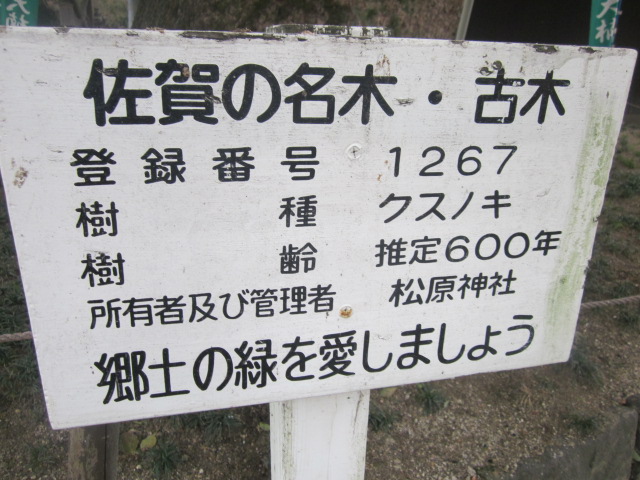 佐賀の名木・古木
登録番号 1267
樹種 クスノキ
樹齢 推定600年
所有者及び管理者 松原神社
郷土の緑を愛しましょう